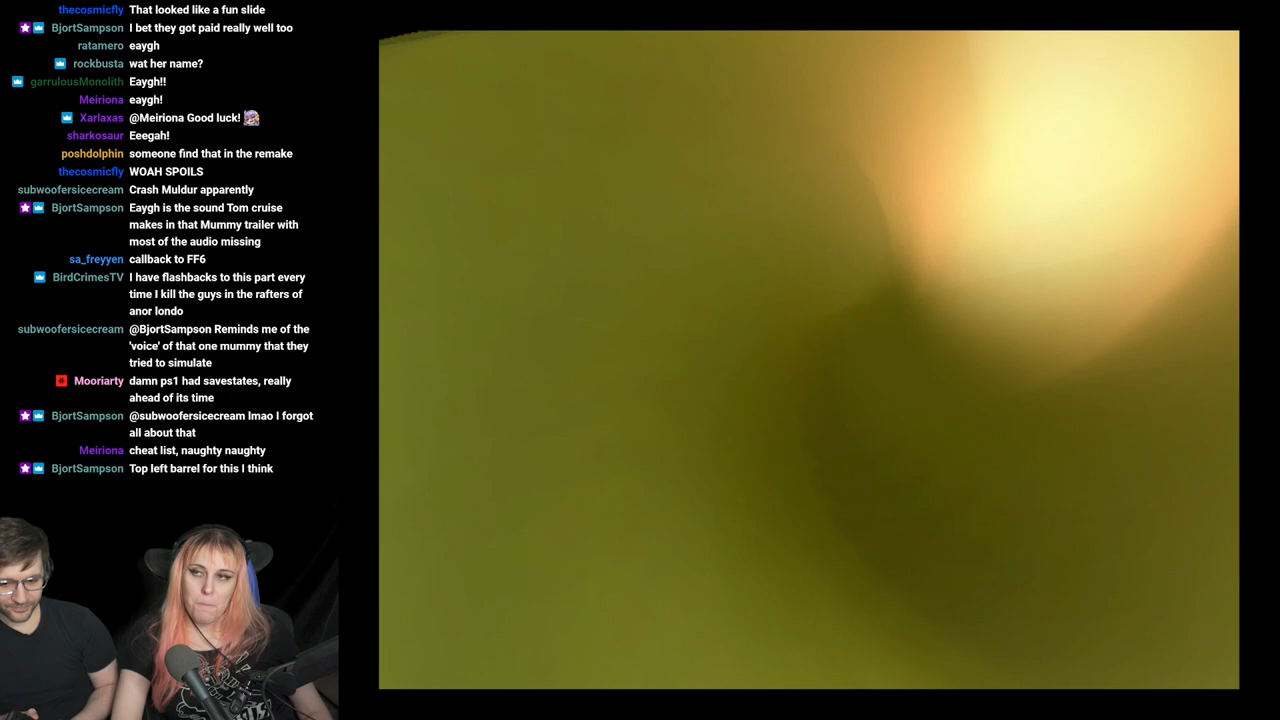 thecosmicfly That looked like a fun slide
BjortSampson I bet they got paid really well too
ratamero eaygh
rockbusta wat her name?
garrulousMonolith Eaygh!!
Meiriona eaygh!
Xarlaxas @Meiriona Good luck!
sharkosaur Eeegah!
poshdolphin someone find that in the remake
thecosmicfly WOAH SPOILS
subwoofersicecream Crash Muldur apparently
BjortSampson Eaygh is the sound Tom cruise
makes in that Mummy trailer with
most of the audio missing
sa_freyyen callback to FF6
BirdCrimesTV I have flashbacks to this part every
time I kill the guys in the rafters of
anor londo
subwoofersicecream @BjortSampson Reminds me of the
'voice' of that one mummy that they
tried to simulate
Mooriarty damn ps1 had savestates, really
ahead of its time
BjortSampson @subwoofersicecream lmao I forgot
all about that
Meiriona cheat list, naughty naughty
BjortSampson Top left barrel for this I think